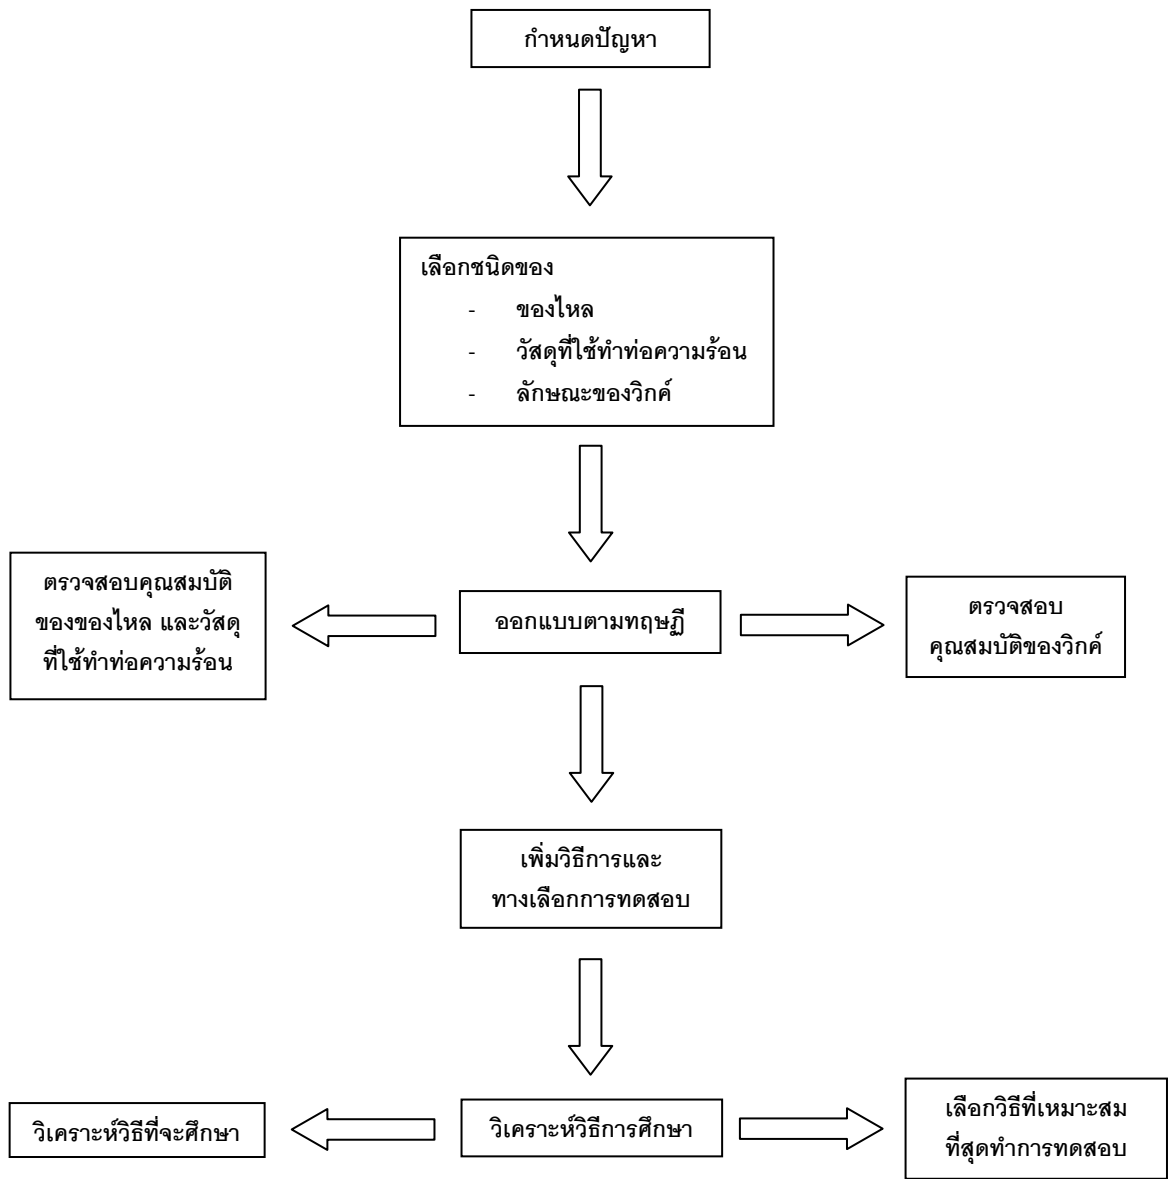 กำหนดปัญหา
เลือกชนิดของ
- ของไหล
- วัสดุที่ใช้ทำท่อความร้อน
- ลักษณะของวิกค์
ตรวจสอบคุณสมบัติ
ของของไหล และวัสดุ
ที่ใช้ทำท่อความร้อน
ออกแบบตามทฤษฏี
ตรวจสอบ
คุณสมบัติของวิกค์
เพิ่มวิธีการและ
ทางเลือกการทดสอบ
วิเคราะห์วิธีที่จะศึกษา
วิเคราะห์วิธีการศึกษา
เลือกวิธีที่เหมาะสม
ที่สุดทำการทดสอบ